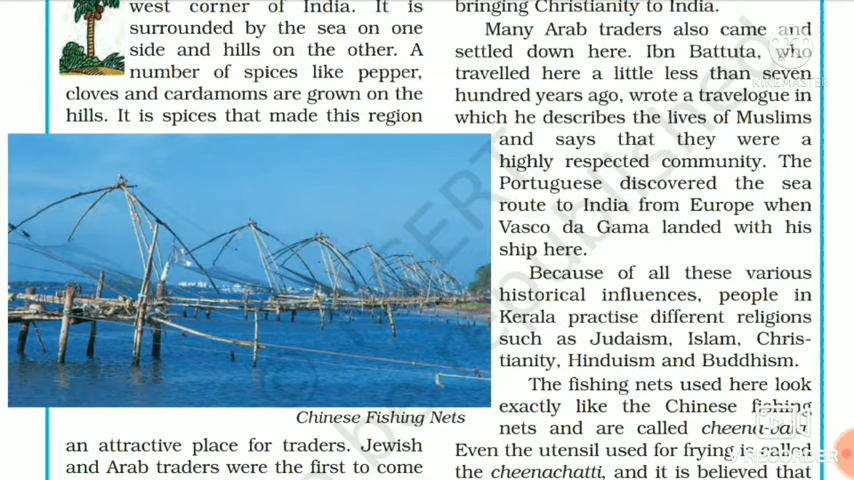 west corner of India. It is
surrounded by the sea on one
side and hills on the other. A
number of spices like pepper,
cloves and cardamoms are grown on the
hills. It is spices that made this region
Chinese Fishing Nets
an attractive place for traders. Jewish
and Arab traders were the first to come
bringing Christianity to India.
Many Arab traders also came and
settled down here. Ibn Battuta, who
travelled here a little less than seven
hundred years ago, wrote a travelogue in
which he describes the lives of Muslims
and says that they were a
highly respected community. The
Portuguese discovered the sea
route to India from Europe when
Vasco da Gama landed with his
ship here.
Because of all these various
historical influences, people in
Kerala practise different religions
such as Judaism, Islam, Chris-
tianity, Hinduism and Buddhism.
The fishing nets used here look
exactly like the Chinese fishing
nets and are called
Even the utensil used for frying is called
the cheenachatti, and it is believed that
KINEMASTER
RECORDER